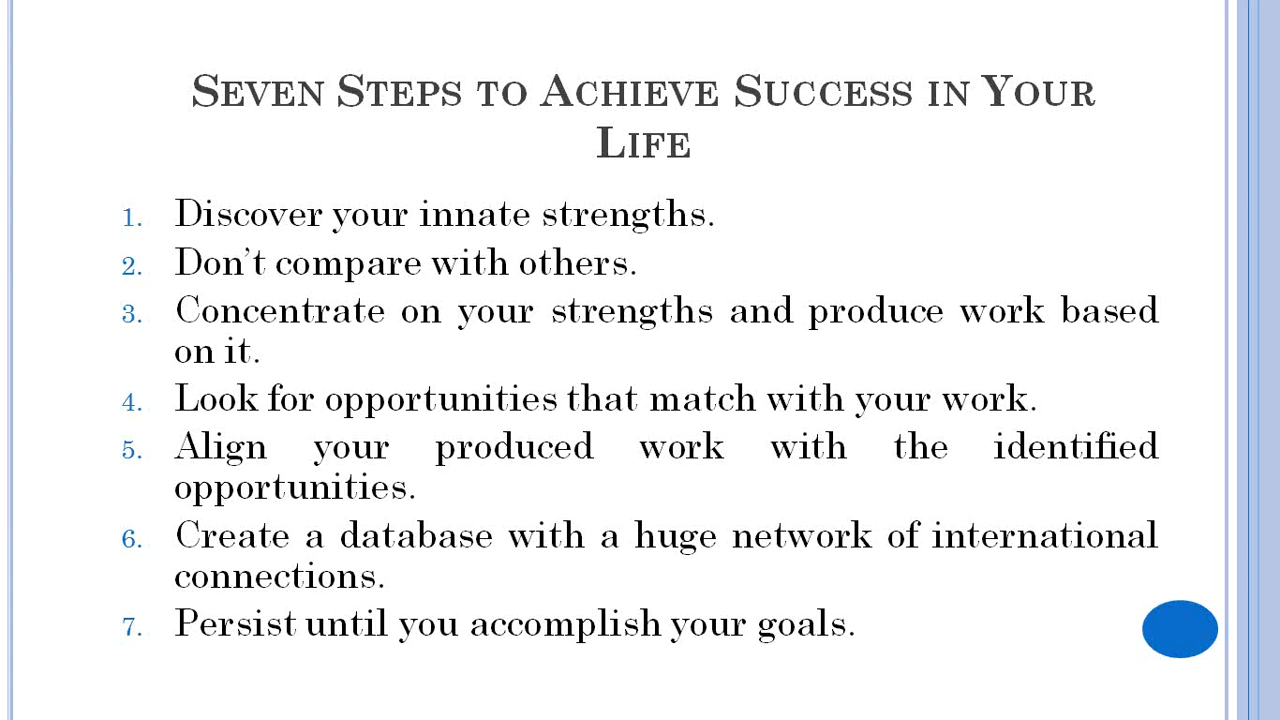 Seven Steps to Achieve Success in Your
Life
1. Discover your innate strengths.
2. Don't compare with others.
3. Concentrate on your strengths and produce work based
on it.
4. Look for opportunities that match with your work.
5. Align your produced work with the identified
opportunities.
6. Create a database with a huge network of international
connections.
7. Persist until you accomplish your goals.